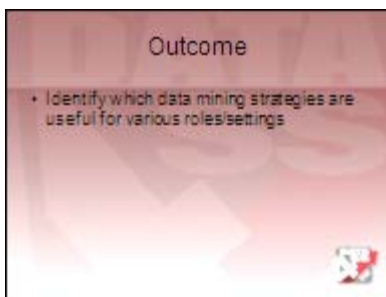 Outcome
• Identify which data mining strategies are
useful for various roles/settings